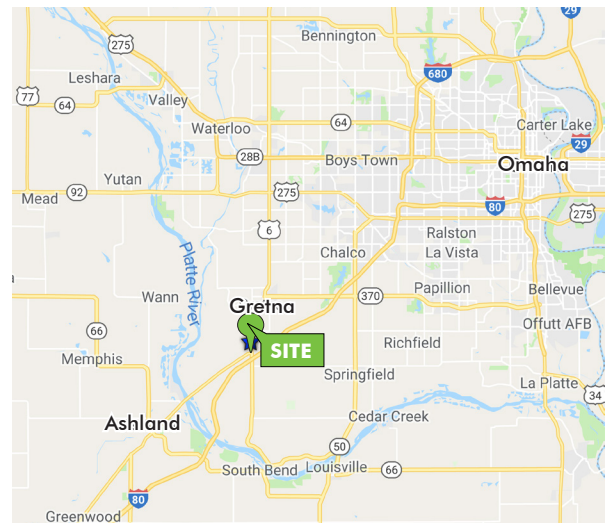 29
Bennington
275
680
Leshara
77
64
Valley
Waterloo
64
Carter Lake
29
28B
Boys Town
Omaha
Yutan
Mead
92
275
80
275
6
Ralston
Platte River
Chalco
La Vista
Wann
370
Papillion
Bellevue
Gretna
Offutt AFB
66
SITE
Richfield
Memphis
Springfield
La Platte
34
Ashland
Cedar Creek
50
South Bend
Louisville
66
80
Greenwood